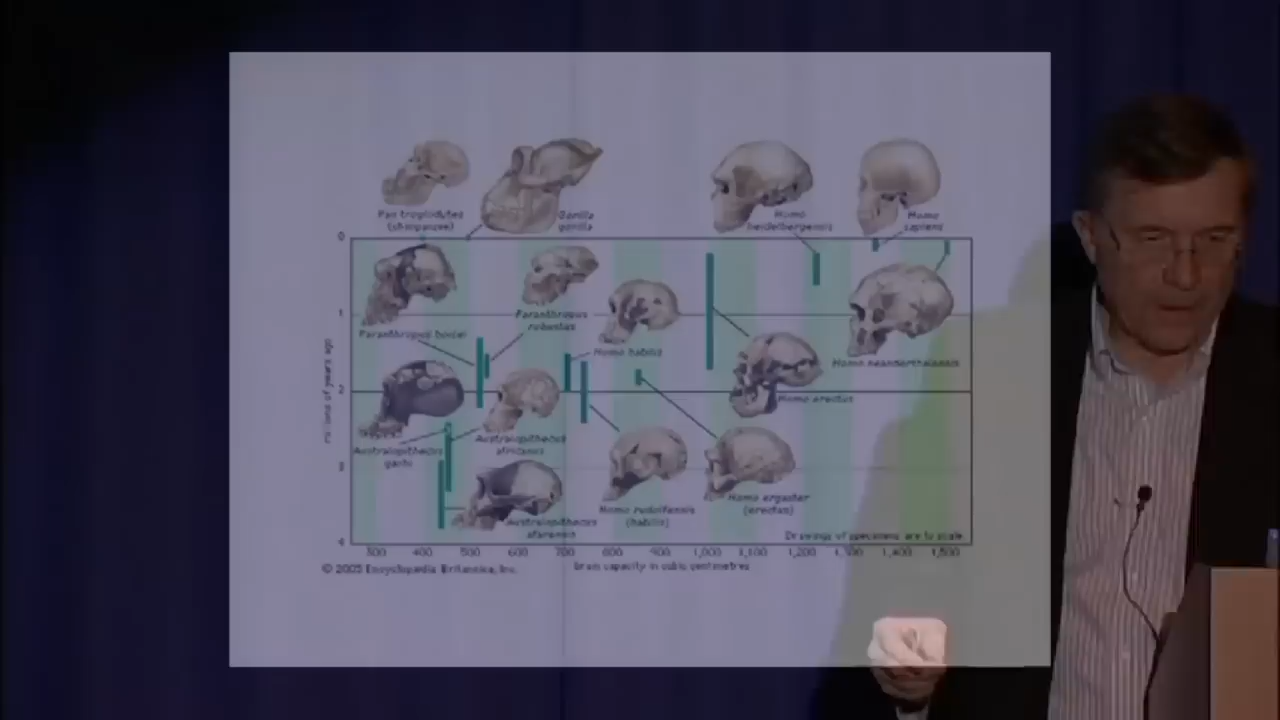 Pan troglodytes
(chimpanzee)
Gorilla
gorilla
Homo
heidelbergensis
Homo
sapiens
0
Paranthropus boisei
Paranthropus
robustus
Homo habilis
Homo neanderthalensis
1
millions of years ago
2
Homo erectus
Australopithecus
garhi
Australopithecus
africanus
3
Homo rudolfensis
(habilis)
Homo ergaster
(erectus)
Australopithecus
afarensis
Drawings of specimens are to scale
4
300 400 500 600 700 800 900 1,000 1,100 1,200 1,300 1,400 1,500
© 2005 Encyclopædia Britannica, Inc.
Brain capacity in cubic centimetres